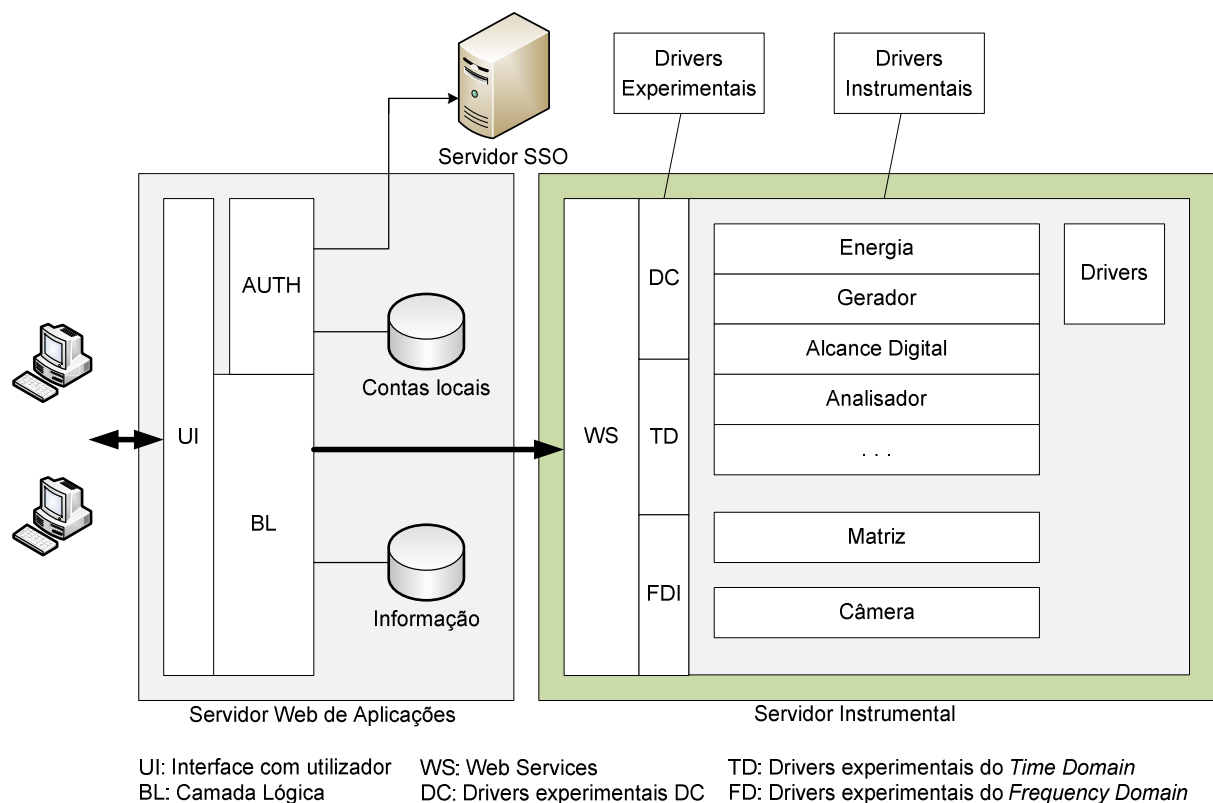 Drivers
Experimentais
Drivers
Instrumentais
Servidor SSO
UI
AUTH
BL
Contas locais
Informação
WS
DC
TD
FDI
Energia
Gerador
Alcance Digital
Analisador
. . .
Matriz
Câmera
Drivers
Servidor Web de Aplicações
Servidor Instrumental
UI: Interface com utilizador
WS: Web Services
TD: Drivers experimentais do Time Domain
BL: Camada Lógica
DC: Drivers experimentais DC
FD: Drivers experimentais do Frequency Domain